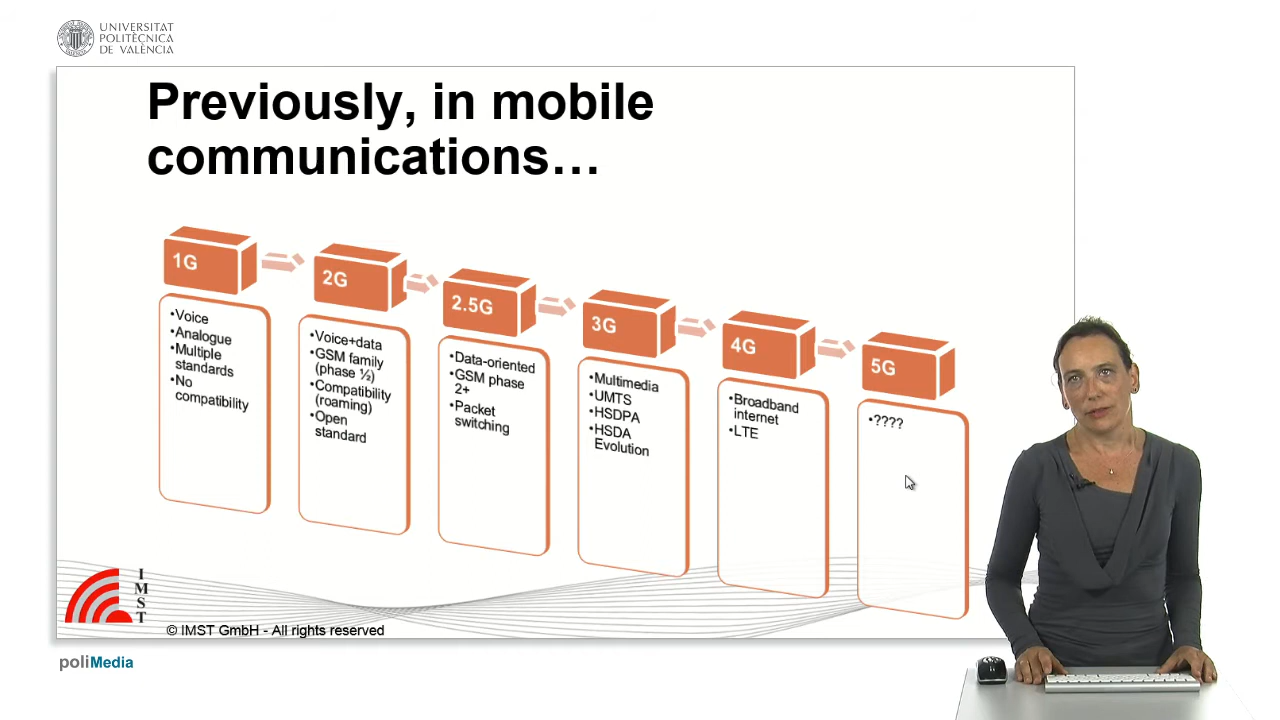 UNIVERSITAT
POLITÈCNICA
DE VALÈNCIA
Previously, in mobile
communications…
1G
•Voice
•Analogue
•Multiple
standards
•No
compatibility
2G
•Voice+data
•GSM family
(phase ½)
•Compatibility
(roaming)
•Open
standard
2.5G
•Data-oriented
•GSM phase
2+
•Packet
switching
3G
•Multimedia
•UMTS
•HSDPA
•HSDA
Evolution
4G
•Broadband
internet
•LTE
5G
•????
I
M
S
T
© IMST GmbH - All rights reserved
poliMedia